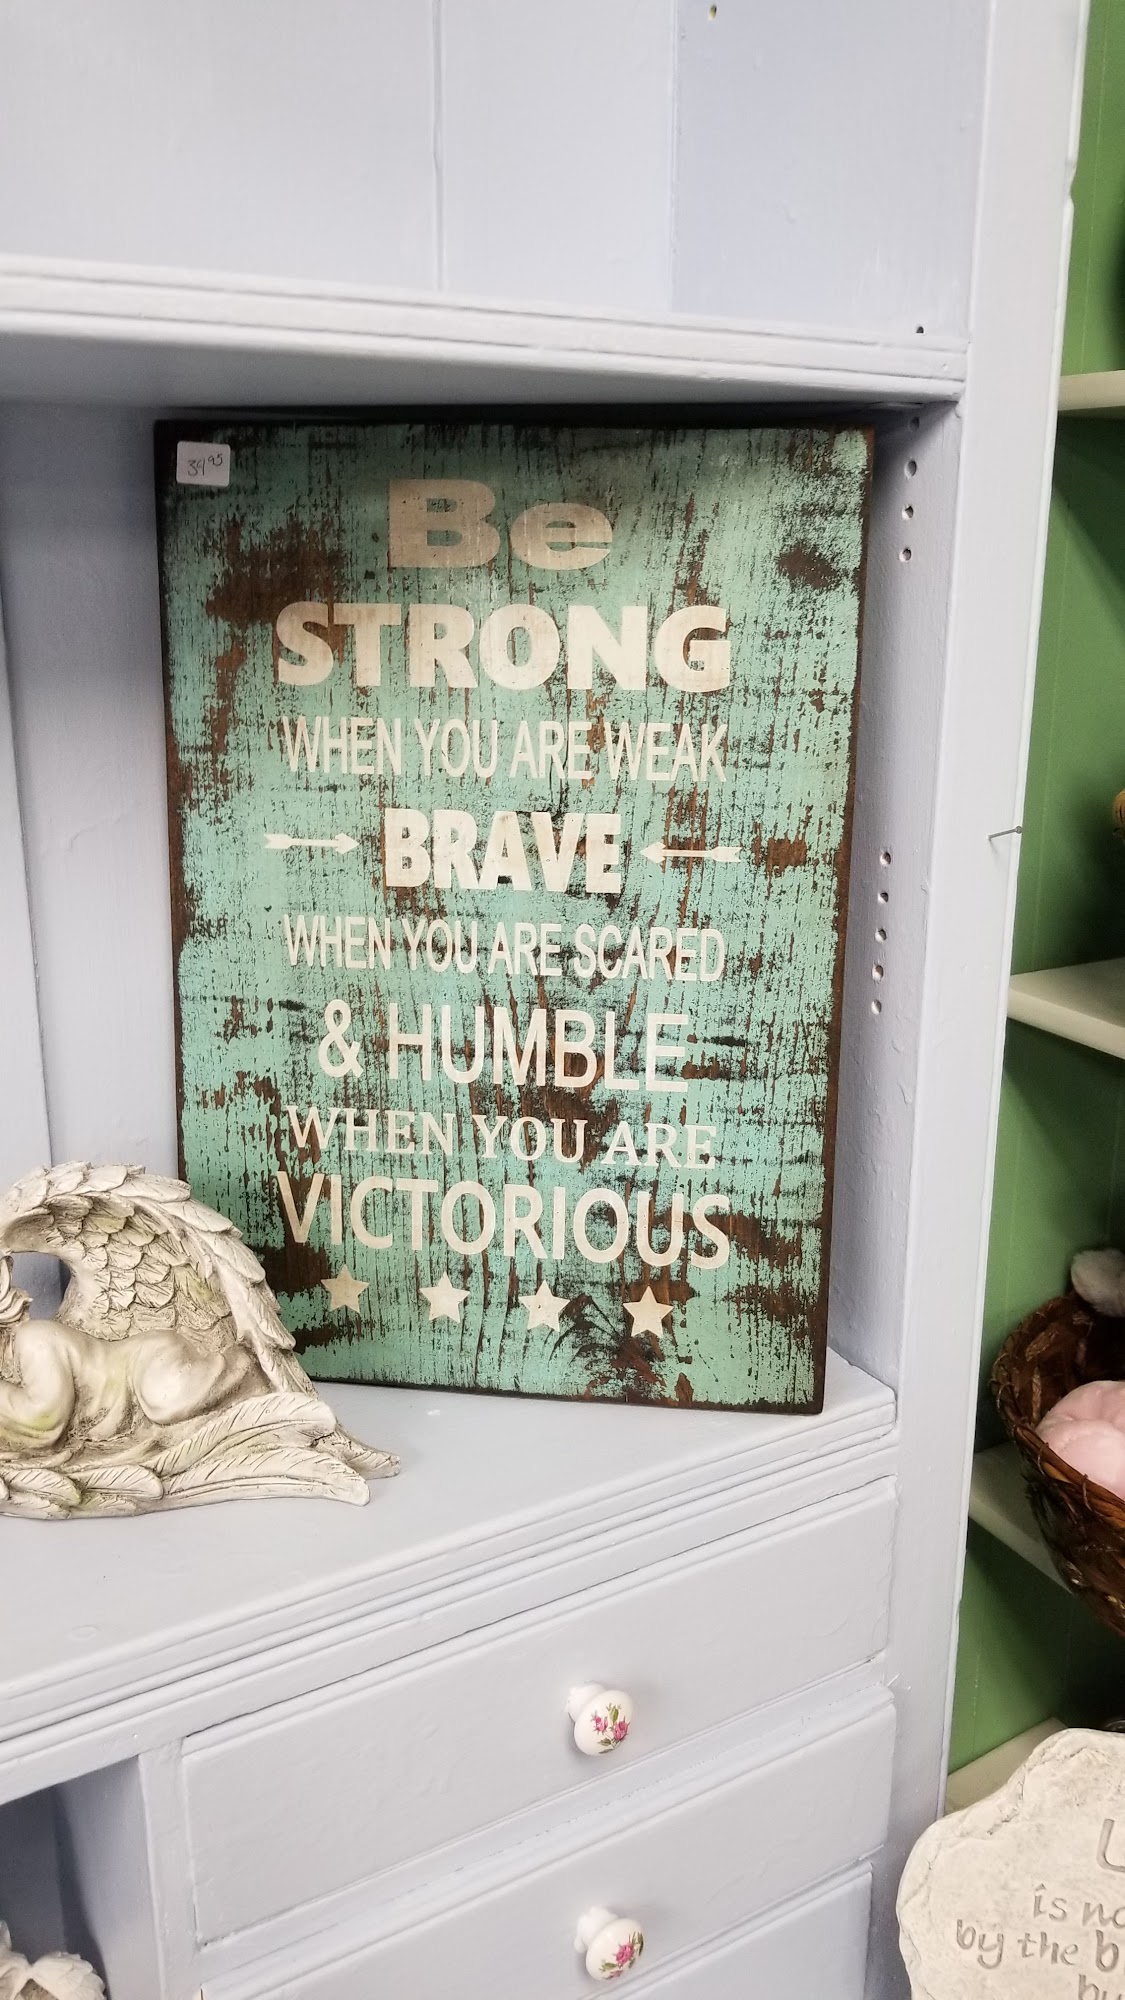 39.95
Be
STRONG
WHEN YOU ARE WEAK
BRAVE
WHEN YOU ARE SCARED
& HUMBLE
WHEN YOU ARE
VICTORIOUS
is
by the